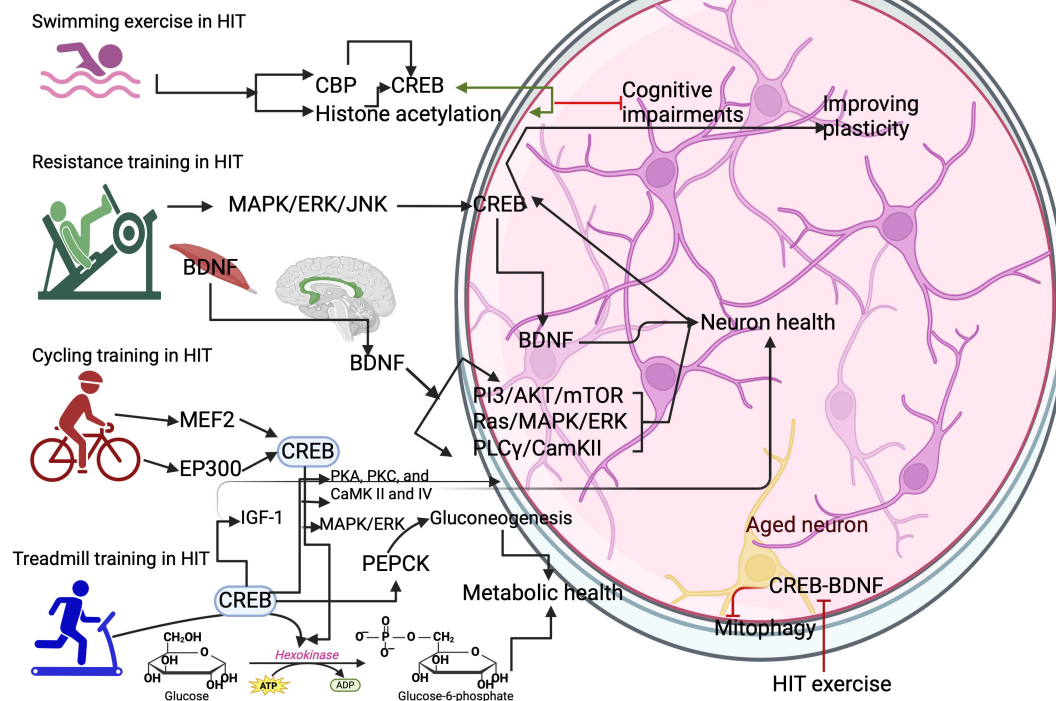 Swimming exercise in HIT
CBP
CREB
Histone acetylation
Cognitive
impairments
Improving
plasticity
Resistance training in HIT
MAPK/ERK/JNK
CREB
BDNF
BDNF
Neuron health
BDNF
Cycling training in HIT
PI3/AKT/mTOR
Ras/MAPK/ERK
PLCγ/CamKII
MEF2
CREB
EP300
PKA, PKC, and
CaMK II and IV
IGF-1
MAPK/ERK
Gluconeogenesis
Aged neuron
Treadmill training in HIT
PEPCK
CREB
Metabolic health
CREB-BDNF
Mitophagy
HIT exercise
CH₂OH
O
OH
OH
OH
OH
Glucose
Hexokinase
ATP
ADP
O
O⁻
P
O
CH₂
O⁻
O
OH
OH
OH
OH
Glucose-6-phosphate